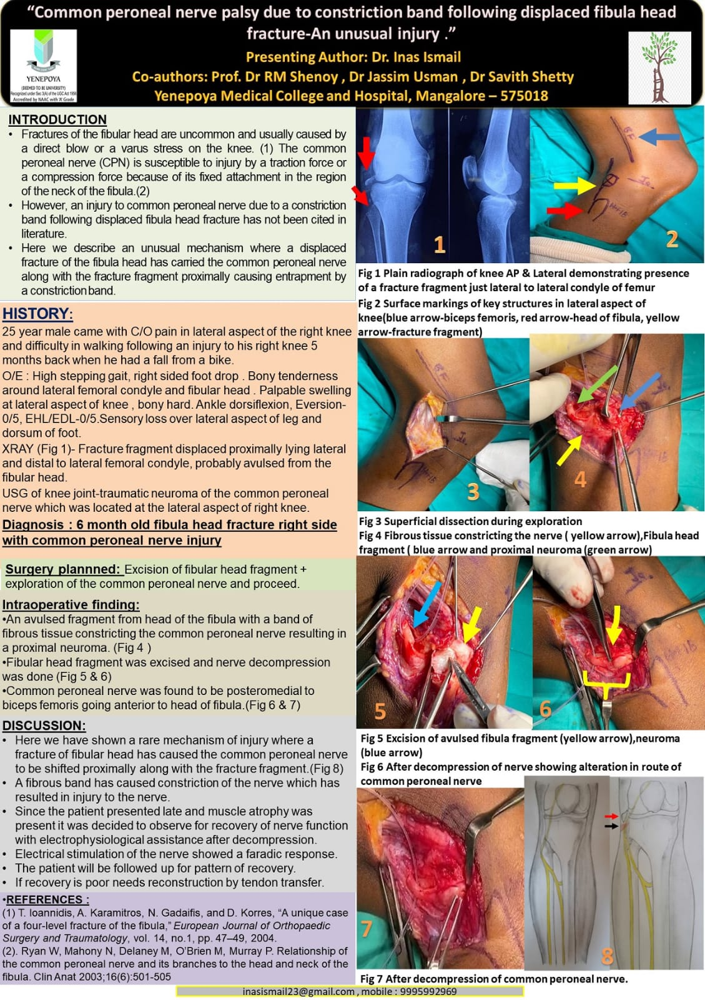 “Common peroneal nerve palsy due to constriction band following displaced fibula head
fracture-An unusual injury .”
Presenting Author: Dr. Inas Ismail
Co-authors: Prof. Dr RM Shenoy , Dr Jassim Usman , Dr Savith Shetty
Yenepoya Medical College and Hospital, Mangalore – 575018
YENEPOYA
(DEEMED TO BE UNIVERSITY)
Recognized under Sec 3(A) of the UGC Act 1956
Accredited by NAAC with 'A' Grade
INTRODUCTION
• Fractures of the fibular head are uncommon and usually caused by
a direct blow or a varus stress on the knee. (1) The common
peroneal nerve (CPN) is susceptible to injury by a traction force or
a compression force because of its fixed attachment in the region
of the neck of the fibula.(2)
• However, an injury to common peroneal nerve due to a constriction
band following displaced fibula head fracture has not been cited in
literature.
• Here we describe an unusual mechanism where a displaced
fracture of the fibula head has carried the common peroneal nerve
along with the fracture fragment proximally causing entrapment by
a constriction band.
HISTORY:
25 year male came with C/O pain in lateral aspect of the right knee
and difficulty in walking following an injury to his right knee 5
months back when he had a fall from a bike.
O/E : High stepping gait, right sided foot drop . Bony tenderness
around lateral femoral condyle and fibular head . Palpable swelling
at lateral aspect of knee , bony hard. Ankle dorsiflexion, Eversion-
0/5, EHL/EDL-0/5.Sensory loss over lateral aspect of leg and
dorsum of foot.
XRAY (Fig 1)- Fracture fragment displaced proximally lying lateral
and distal to lateral femoral condyle, probably avulsed from the
fibular head.
USG of knee joint-traumatic neuroma of the common peroneal
nerve which was located at the lateral aspect of right knee.
Diagnosis : 6 month old fibula head fracture right side
with common peroneal nerve injury
Surgery plannned: Excision of fibular head fragment +
exploration of the common peroneal nerve and proceed.
Intraoperative finding:
•An avulsed fragment from head of the fibula with a band of
fibrous tissue constricting the common peroneal nerve resulting in
a proximal neuroma. (Fig 4 )
•Fibular head fragment was excised and nerve decompression
was done (Fig 5 & 6)
•Common peroneal nerve was found to be posteromedial to
biceps femoris going anterior to head of fibula.(Fig 6 & 7)
DISCUSSION:
• Here we have shown a rare mechanism of injury where a
fracture of fibular head has caused the common peroneal nerve
to be shifted proximally along with the fracture fragment.(Fig 8)
• A fibrous band has caused constriction of the nerve which has
resulted in injury to the nerve.
• Since the patient presented late and muscle atrophy was
present it was decided to observe for recovery of nerve function
with electrophysiological assistance after decompression.
• Electrical stimulation of the nerve showed a faradic response.
• The patient will be followed up for pattern of recovery.
• If recovery is poor needs reconstruction by tendon transfer.
•REFERENCES :
(1) T. Ioannidis, A. Karamitros, N. Gadaifis, and D. Korres, “A unique case
of a four-level fracture of the fibula,” European Journal of Orthopaedic
Surgery and Traumatology, vol. 14, no.1, pp. 47–49, 2004.
(2). Ryan W, Mahony N, Delaney M, O’Brien M, Murray P. Relationship of
the common peroneal nerve and its branches to the head and neck of the
fibula. Clin Anat 2003;16(6):501-505
1
BF
2
Fig 1 Plain radiograph of knee AP & Lateral demonstrating presence
of a fracture fragment just lateral to lateral condyle of femur
Fig 2 Surface markings of key structures in lateral aspect of
knee(blue arrow-biceps femoris, red arrow-head of fibula, yellow
arrow-fracture fragment)
3
4
Fig 3 Superficial dissection during exploration
Fig 4 Fibrous tissue constricting the nerve ( yellow arrow),Fibula head
fragment ( blue arrow and proximal neuroma (green arrow)
5
6
Fig 5 Excision of avulsed fibula fragment (yellow arrow),neuroma
(blue arrow)
Fig 6 After decompression of nerve showing alteration in route of
common peroneal nerve
7
8
Fig 7 After decompression of common peroneal nerve.
inasismail23@gmail.com , mobile : 9995992969